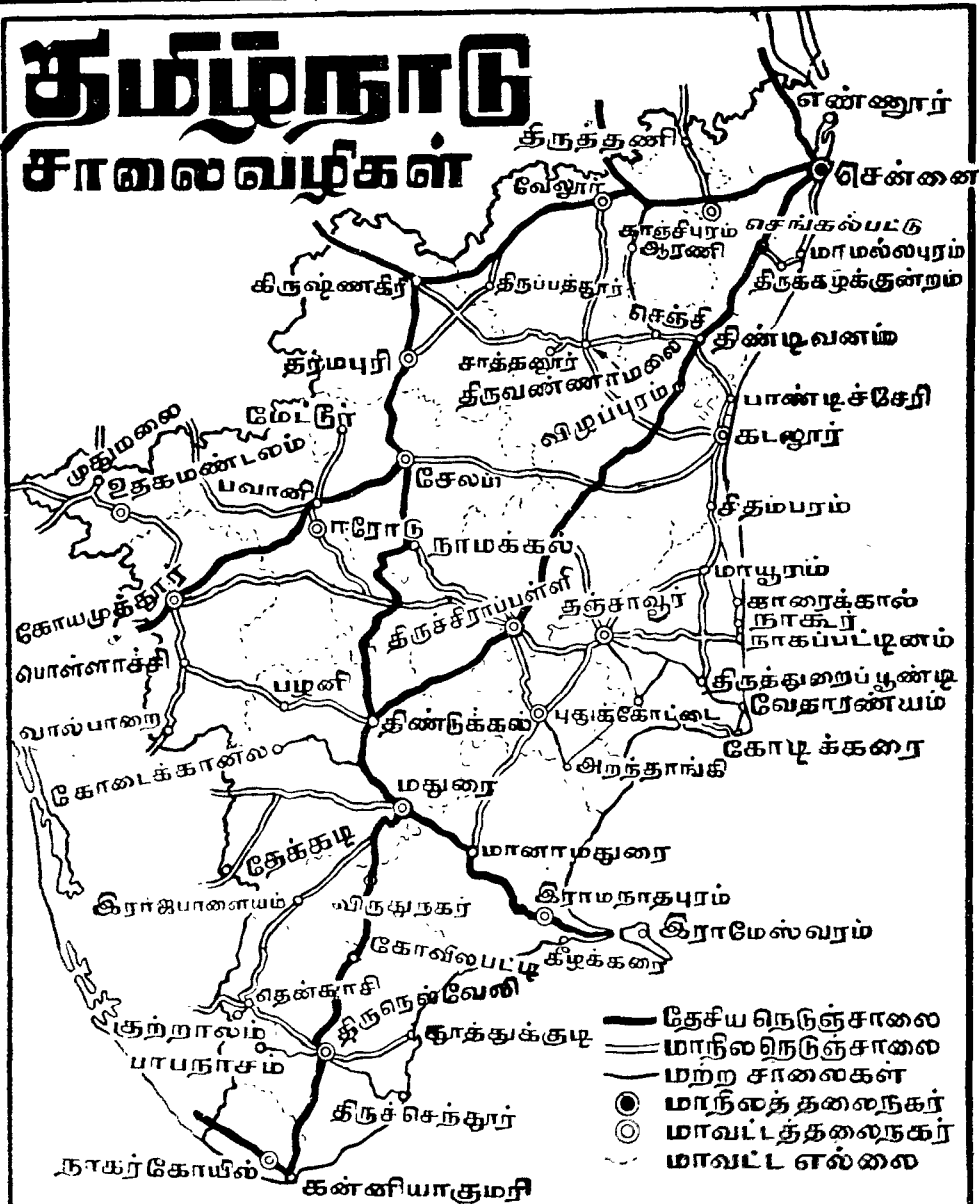 தமிழ்நாடு
சாலைவழிகள்
எண்ணூர்
திருத்தணி
சென்னை
வேலூர்
காஞ்சிபுரம்
செங்கல்பட்டு
ஆரணி
மாமல்லபுரம்
திருக்கழக்குன்றம்
கிருஷ்ணகிரி
திருப்பத்தூர்
செஞ்சி
திண்டிவனம்
தர்மபுரி
சாத்தனூர்
திருவண்ணாமலை
விழுப்புரம்
பாண்டிச்சேரி
மேட்டூர்
கடலூர்
முதுமலை
உதகமண்டலம்
பவானி
சேலம்
சிதம்பரம்
ஈரோடு
நாமக்கல்
மாயூரம்
கோயமுத்தூர்
திருச்சிராப்பள்ளி
தஞ்சாவூர்
காரைக்கால்
நாகூர்
நாகப்பட்டினம்
பொள்ளாச்சி
பழனி
திருத்துறைப்பூண்டி
வேதாரண்யம்
வால்பாறை
திண்டுக்கல்
புதுக்கோட்டை
கோடிக்கரை
கோடைக்கானல்
அறந்தாங்கி
மதுரை
தேக்கடி
மானாமதுரை
இராஜபாளையம்
விருதுநகர்
இராமநாதபுரம்
இராமேஸ்வரம்
கோவில்பட்டி
கீழக்கரை
தென்காசி
திருநெல்வேலி
குற்றாலம்
தூத்துக்குடி
பாபநாசம்
திருச்செந்தூர்
நாகர்கோயில்
கன்னியாகுமரி
தேசிய நெடுஞ்சாலை
மாநிலநெடுஞ்சாலை
மற்ற சாலைகள்
மாநிலத் தலைநகர்
மாவட்டத்தலைநகர்
மாவட்ட எல்லை